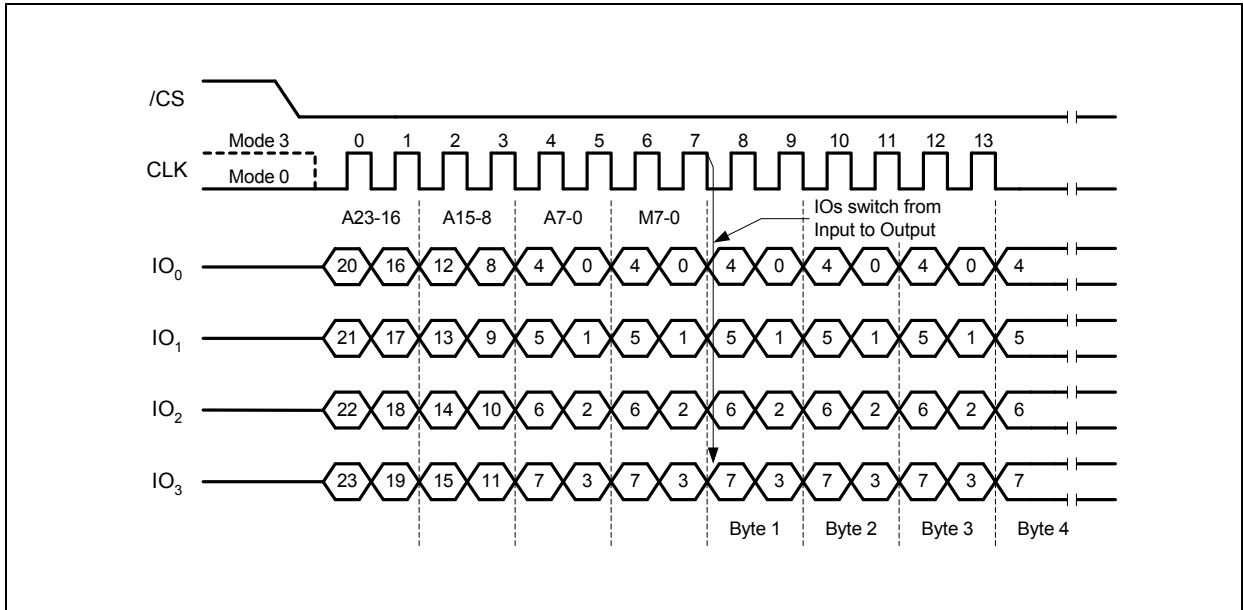 /CS
Mode 3 0 1 2 3 4 5 6 7 8 9 10 11 12 13
CLK
Mode 0
A23-16 A15-8 A7-0 M7-0 IOs switch from
Input to Output
IO0 20 16 12 8 4 0 4 0 4 0 4 0 4 0 4
IO1 21 17 13 9 5 1 5 1 5 1 5 1 5 1 5
IO2 22 18 14 10 6 2 6 2 6 2 6 2 6 2 6
IO3 23 19 15 11 7 3 7 3 7 3 7 3 7 3 7
Byte 1 Byte 2 Byte 3 Byte 4